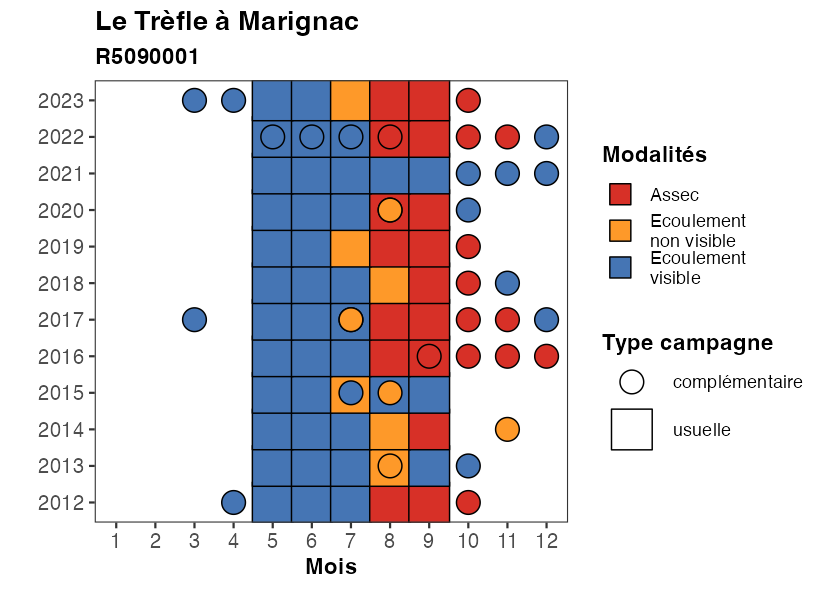 Le Trèfle à Marignac
R5090001
2023
2022
2021
2020
2019
2018
2017
2016
2015
2014
2013
2012
1 2 3 4 5 6 7 8 9 10 11 12
Mois
Modalités
Assec
Ecoulement
non visible
Ecoulement
visible
Type campagne
complémentaire
usuelle